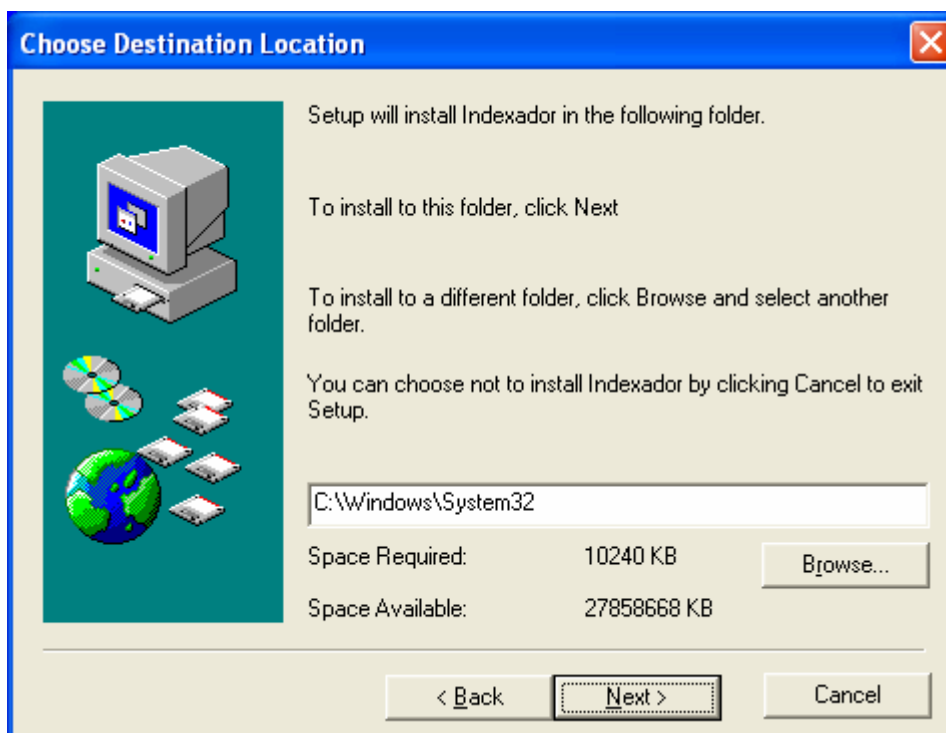 Choose Destination Location
Setup will install Indexador in the following folder.
To install to this folder, click Next
To install to a different folder, click Browse and select another
folder.
You can choose not to install Indexador by clicking Cancel to exit
Setup.
C:\Windows\System32
Space Required: 10240 KB
Browse...
Space Available: 27858668 KB
< Back Next > Cancel